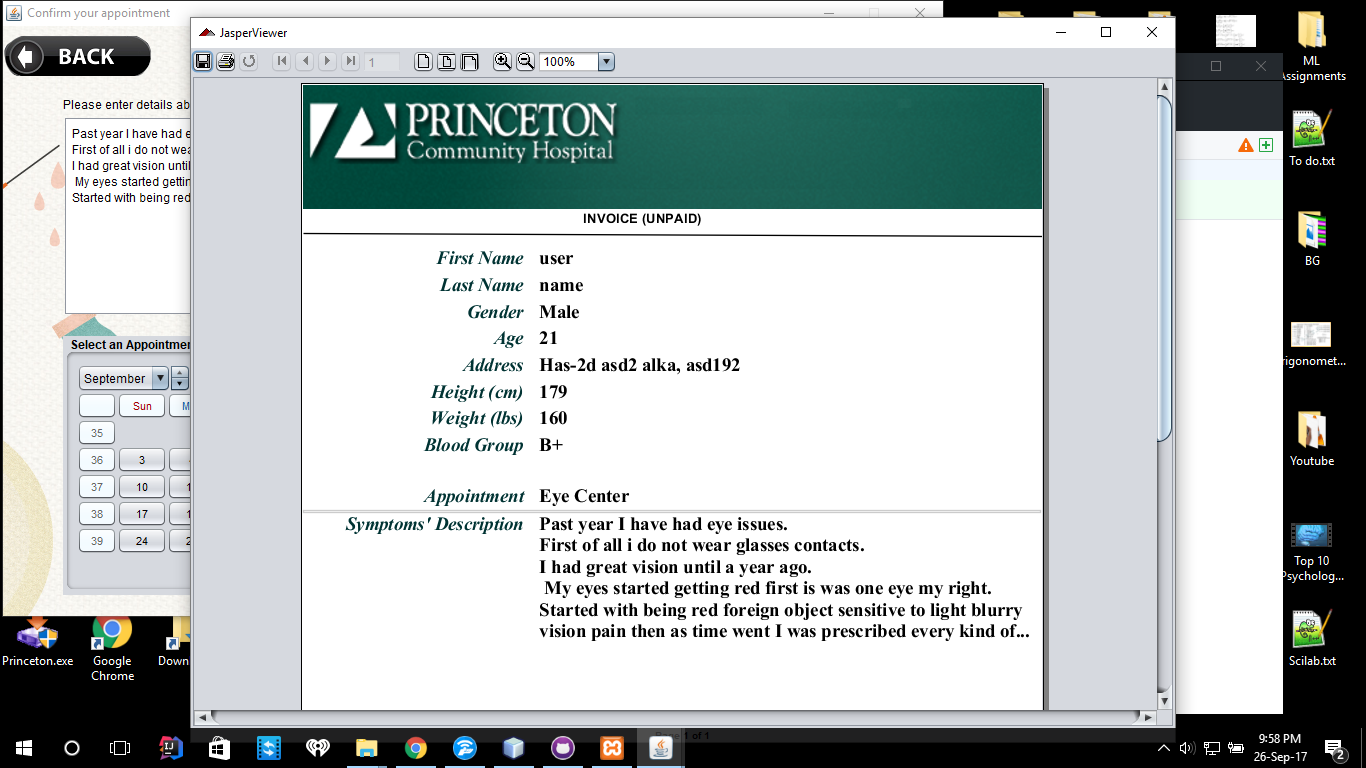 Confirm your appointment
BACK
Please enter details ab
Past year I have had e
First of all i do not wea
I had great vision until
My eyes started getting
Started with being red
Select an Appointmen
September
Sun
M
35
36 3
37 10 1
38 17 1
39 24 2
JasperViewer
1
100%
PRINCETON
Community Hospital
INVOICE (UNPAID)
First Name user
Last Name name
Gender Male
Age 21
Address Has-2d asd2 alka, asd192
Height (cm) 179
Weight (lbs) 160
Blood Group B+
Appointment Eye Center
Symptoms' Description Past year I have had eye issues.
First of all i do not wear glasses contacts.
I had great vision until a year ago.
My eyes started getting red first is was one eye my right.
Started with being red foreign object sensitive to light blurry
vision pain then as time went I was prescribed every kind of...
Page 1 of 1
ML
Assignments
To do.txt
BG
rigonomet...
Youtube
Top 10
Psycholog...
Scilab.txt
Princeton.exe
Google
Chrome
Down
9:58 PM
26-Sep-17
2